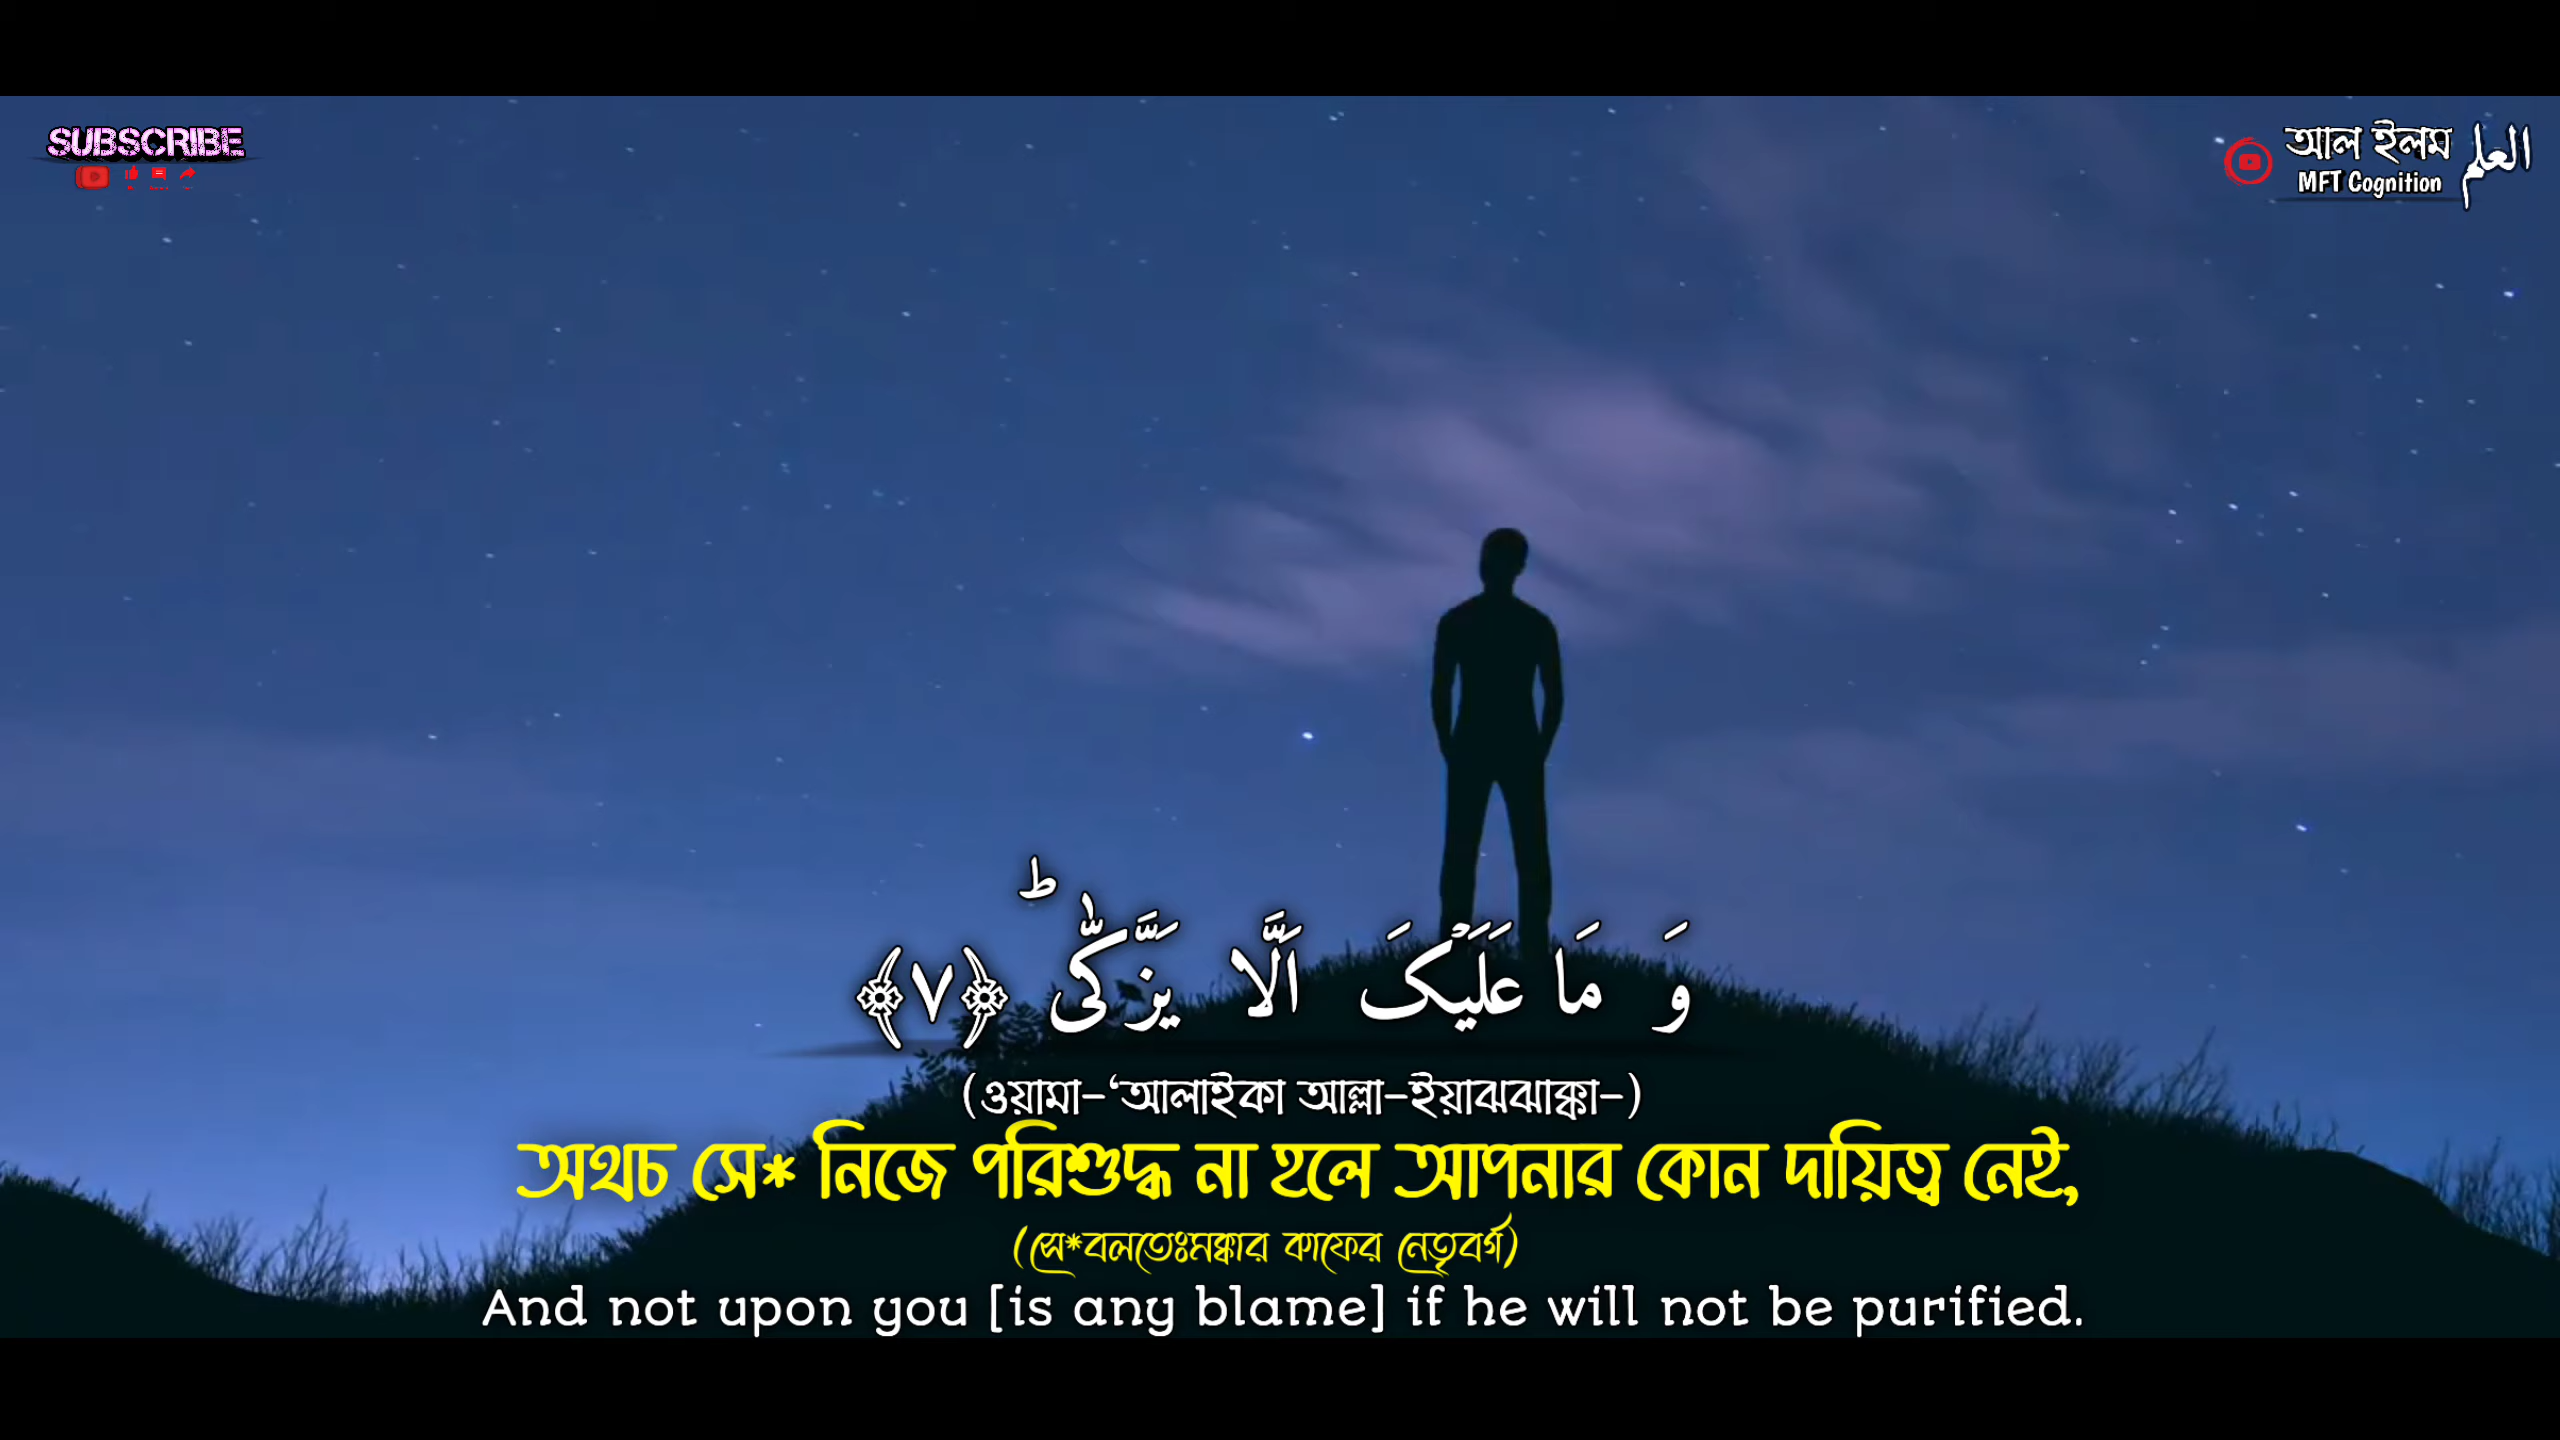 SUBSCRIBE
আল ইলম العلم
MFT Cognition
وَ مَا عَلَیۡکَ اَلَّا یَزَّکّٰی ؕ﴿۷﴾
(ওয়ামা-‘আলাইকা আল্লা-ইয়াঝঝাক্কা-)
অথচ সে* নিজে পরিশুদ্ধ না হলে আপনার কোন দায়িত্ব নেই,
(সে*বলতেঃমক্কার কাফের নেতৃবর্গ)
And not upon you [is any blame] if he will not be purified.